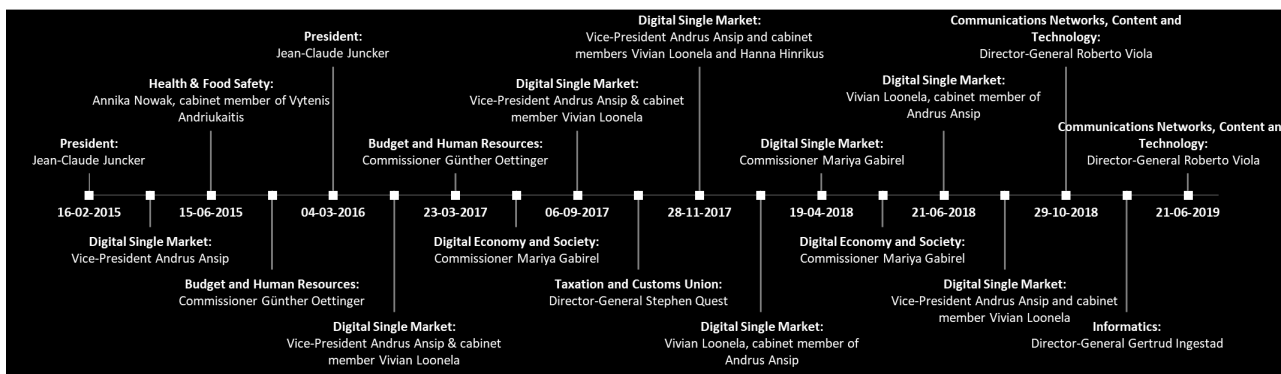 Digital Single Market:
Vice-President Andrus Ansip and cabinet
members Vivian Loonela and Hanna Hinrikus
Communications Networks, Content and
Technology:
Director-General Roberto Viola
President:
Jean-Claude Juncker
Health & Food Safety:
Annika Nowak, cabinet member of Vytenis
Andriukaitis
Digital Single Market:
Vice-President Andrus Ansip & cabinet
member Vivian Loonela
Digital Single Market:
Vivian Loonela, cabinet member of
Andrus Ansip
President:
Jean-Claude Juncker
Budget and Human Resources:
Commissioner Günther Oettinger
Digital Single Market:
Commissioner Mariya Gabirel
Communications Networks, Content an
Technology:
Director-General Roberto Viola
16-02-2015
15-06-2015
04-03-2016
23-03-2017
06-09-2017
28-11-2017
19-04-2018
21-06-2018
29-10-2018
21-06-2019
Digital Single Market:
Vice-President Andrus Ansip
Digital Economy and Society:
Commissioner Mariya Gabirel
Digital Economy and Society:
Commissioner Mariya Gabirel
Budget and Human Resources:
Commissioner Günther Oettinger
Taxation and Customs Union:
Director-General Stephen Quest
Digital Single Market:
Vice-President Andrus Ansip and cabinet
member Vivian Loonela
Digital Single Market:
Vice-President Andrus Ansip & cabinet
member Vivian Loonela
Digital Single Market:
Vivian Loonela, cabinet member of
Andrus Ansip
Informatics:
Director-General Gertrud Ingestad